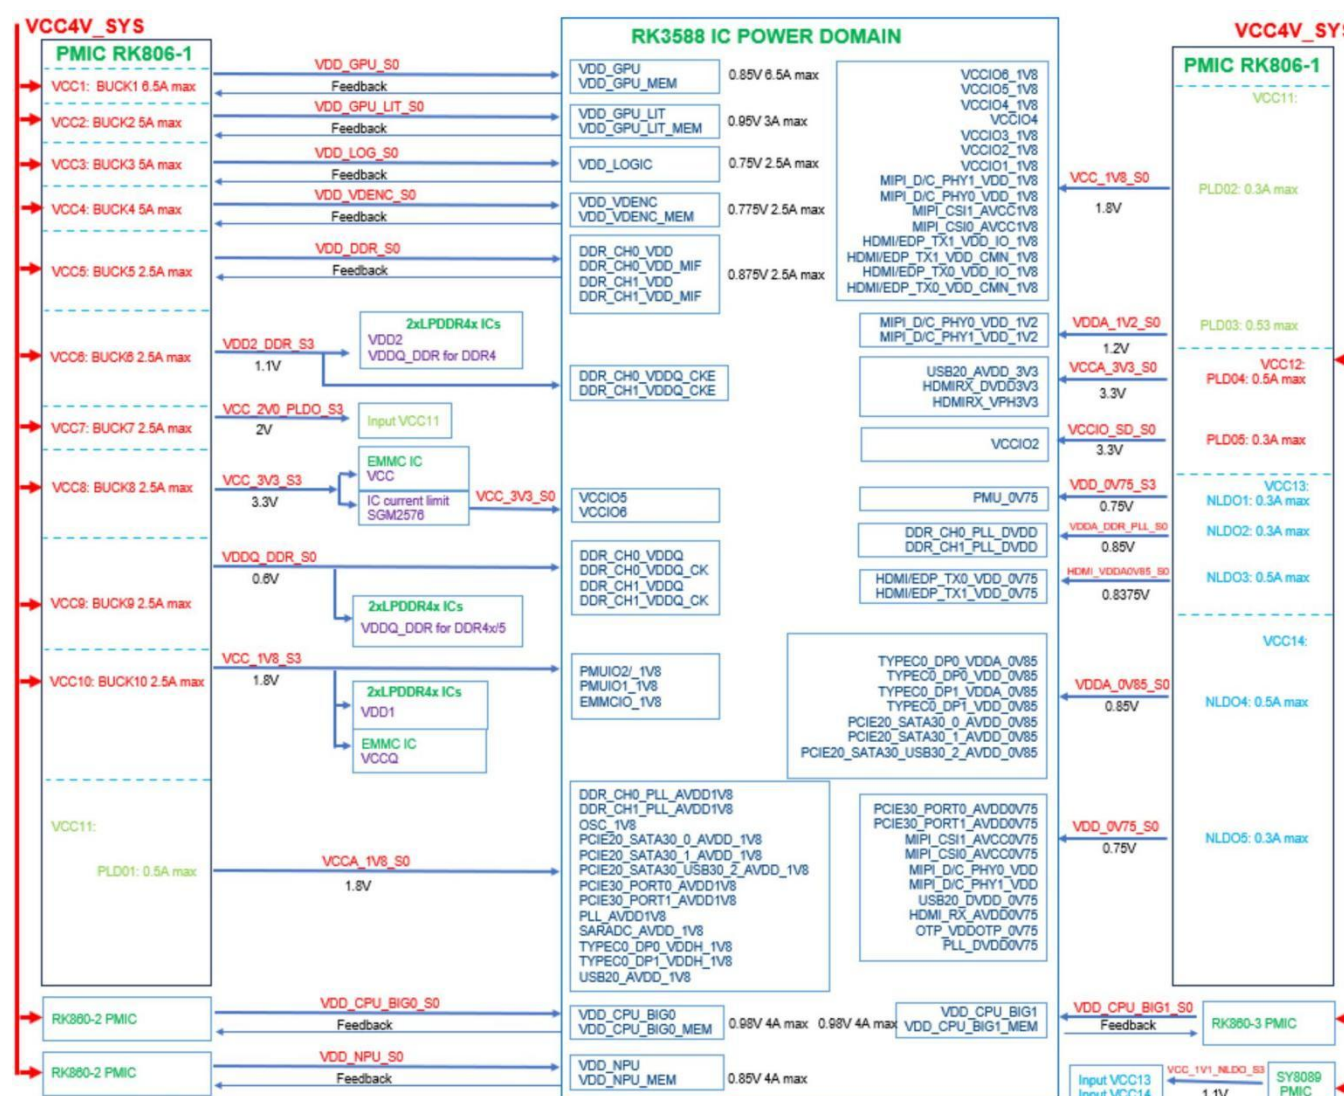 VCC4V_SYS
PMIC RK806-1
VCC1: BUCK1 6.5A max
VCC2: BUCK2 5A max
VCC3: BUCK3 5A max
VCC4: BUCK4 5A max
VCC5: BUCK5 2.5A max
VCC6: BUCK6 2.5A max
VCC7: BUCK7 2.5A max
VCC8: BUCK8 2.5A max
VCC9: BUCK9 2.5A max
VCC10: BUCK10 2.5A max
VCC11:
PLD01: 0.5A max
RK860-2 PMIC
RK860-2 PMIC
VDD_GPU_S0
Feedback
VDD_GPU_LIT_S0
Feedback
VDD_LOG_S0
Feedback
VDD_VDENC_S0
Feedback
VDD_DDR_S0
Feedback
VDD2_DDR_S3
1.1V
2xLPDDR4x ICs
VDD2
VDDQ_DDR for DDR4
VCC_2V0_PLDO_S3
2V
Input VCC11
VCC_3V3_S3
3.3V
EMMC IC
VCC
IC current limit
SGM2576
VCC_3V3_S0
VDDQ_DDR_S0
0.6V
2xLPDDR4x ICs
VDDQ_DDR for DDR4x/5
VCC_1V8_S3
1.8V
2xLPDDR4x ICs
VDD1
EMMC IC
VCCQ
VCCA_1V8_S0
1.8V
VDD_CPU_BIG0_S0
Feedback
VDD_NPU_S0
Feedback
RK3588 IC POWER DOMAIN
VDD_GPU
VDD_GPU_MEM
0.85V 6.5A max
VDD_GPU_LIT
VDD_GPU_LIT_MEM
0.95V 3A max
VDD_LOGIC
0.75V 2.5A max
VDD_VDENC
VDD_VDENC_MEM
0.775V 2.5A max
DDR_CH0_VDD
DDR_CH0_VDD_MIF
DDR_CH1_VDD
DDR_CH1_VDD_MIF
0.875V 2.5A max
DDR_CH0_VDDQ_CKE
DDR_CH1_VDDQ_CKE
VCCIO5
VCCIO6
DDR_CH0_VDDQ
DDR_CH0_VDDQ_CK
DDR_CH1_VDDQ
DDR_CH1_VDDQ_CK
PMUIO2/_1V8
PMUIO1_1V8
EMMCIO_1V8
DDR_CH0_PLL_AVDD1V8
DDR_CH1_PLL_AVDD1V8
OSC_1V8
PCIE20_SATA30_0_AVDD_1V8
PCIE20_SATA30_1_AVDD_1V8
PCIE20_SATA30_USB30_2_AVDD_1V8
PCIE30_PORT0_AVDD1V8
PCIE30_PORT1_AVDD1V8
PLL_AVDD1V8
SARADC_AVDD_1V8
TYPEC0_DP0_VDDH_1V8
TYPEC0_DP1_VDDH_1V8
USB20_AVDD_1V8
VDD_CPU_BIG0
VDD_CPU_BIG0_MEM
0.98V 4A max
VDD_NPU
VDD_NPU_MEM
0.85V 4A max
VCCIO6_1V8
VCCIO5_1V8
VCCIO4_1V8
VCCIO4
VCCIO3_1V8
VCCIO2_1V8
VCCIO1_1V8
MIPI_D/C_PHY1_VDD_1V8
MIPI_D/C_PHY0_VDD_1V8
MIPI_CSI1_AVCC1V8
MIPI_CSI0_AVCC1V8
HDMI/EDP_TX1_VDD_IO_1V8
HDMI/EDP_TX1_VDD_CMN_1V8
HDMI/EDP_TX0_VDD_IO_1V8
HDMI/EDP_TX0_VDD_CMN_1V8
MIPI_D/C_PHY0_VDD_1V2
MIPI_D/C_PHY1_VDD_1V2
USB20_AVDD_3V3
HDMIRX_DVDD3V3
HDMIRX_VPH3V3
VCCIO2
PMU_0V75
DDR_CH0_PLL_DVDD
DDR_CH1_PLL_DVDD
HDMI/EDP_TX0_VDD_0V75
HDMI/EDP_TX1_VDD_0V75
TYPEC0_DP0_VDDA_0V85
TYPEC0_DP0_VDD_0V85
TYPEC0_DP1_VDDA_0V85
TYPEC0_DP1_VDD_0V85
PCIE20_SATA30_0_AVDD_0V85
PCIE20_SATA30_1_AVDD_0V85
PCIE20_SATA30_USB30_2_AVDD_0V85
PCIE30_PORT0_AVDD0V75
PCIE30_PORT1_AVDD0V75
MIPI_CSI1_AVCC0V75
MIPI_CSI0_AVCC0V75
MIPI_D/C_PHY0_VDD
MIPI_D/C_PHY1_VDD
USB20_DVDD_0V75
HDMI_RX_AVDD0V75
OTP_VDDOTP_0V75
PLL_DVDD0V75
0.98V 4A max
VDD_CPU_BIG1
VDD_CPU_BIG1_MEM
VCC_1V8_S0
1.8V
VDDA_1V2_S0
1.2V
VCCA_3V3_S0
3.3V
VCCIO_SD_S0
3.3V
VDD_0V75_S3
0.75V
VDDA_DDR_PLL_S0
0.85V
HDMI_VDDA0V85_S0
0.8375V
VDDA_0V85_S0
0.85V
VDD_0V75_S0
0.75V
VDD_CPU_BIG1_S0
Feedback
Input VCC13
Input VCC14
VCC_1V1_NLDO_S3
1.1V
VCC4V_SYS
PMIC RK806-1
VCC11:
PLD02: 0.3A max
PLD03: 0.53 max
VCC12:
PLD04: 0.5A max
PLD05: 0.3A max
VCC13:
NLDO1: 0.3A max
NLDO2: 0.3A max
NLDO3: 0.5A max
VCC14:
NLDO4: 0.5A max
NLDO5: 0.3A max
RK860-3 PMIC
SY8089
PMIC